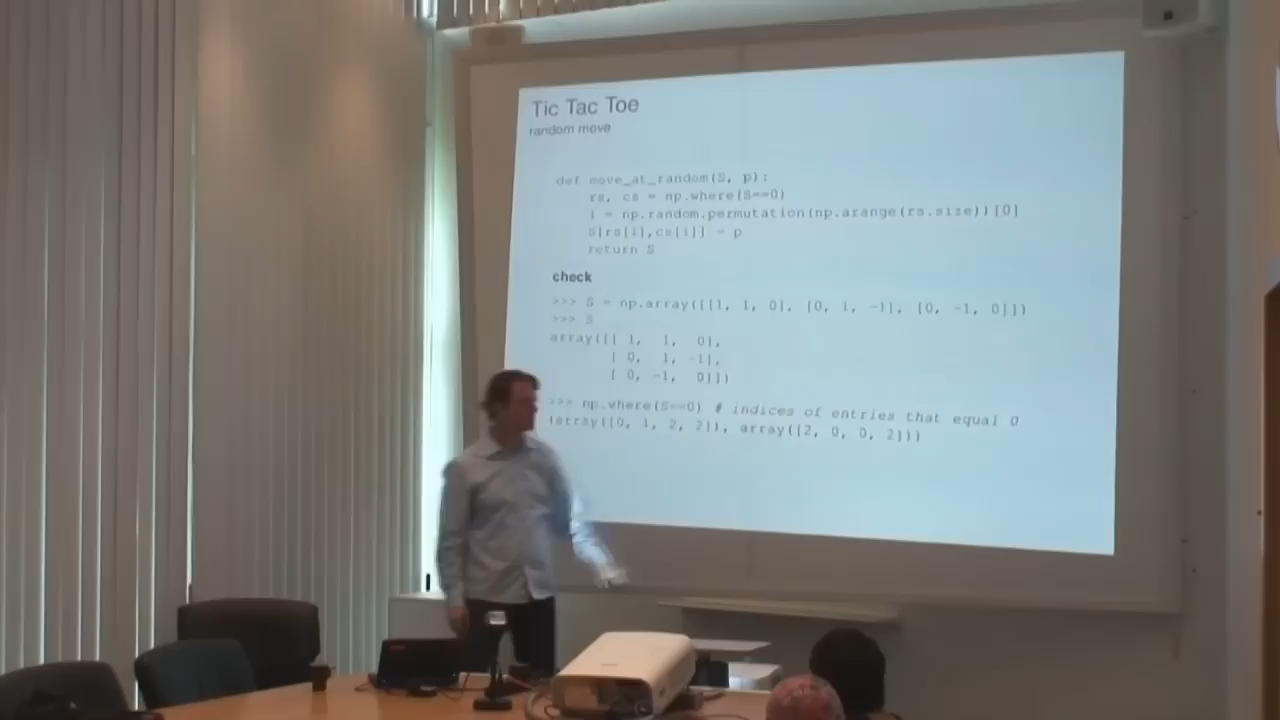 Tic Tac Toe
random move
def move_at_random(S, p):
rs, cs = np.where(S==0)
i = np.random.permutation(np.arange(rs.size))[0]
S[rs[i],cs[i]] = p
return S
check
>>> S = np.array([[1, 1, 0], [0, 1, -1], [0, -1, 0]])
>>> S
array([[ 1, 1, 0],
[ 0, 1, -1],
[ 0, -1, 0]])
>>> np.where(S==0) # indices of entries that equal 0
(array([0, 1, 2, 2]), array([2, 0, 0, 2]))